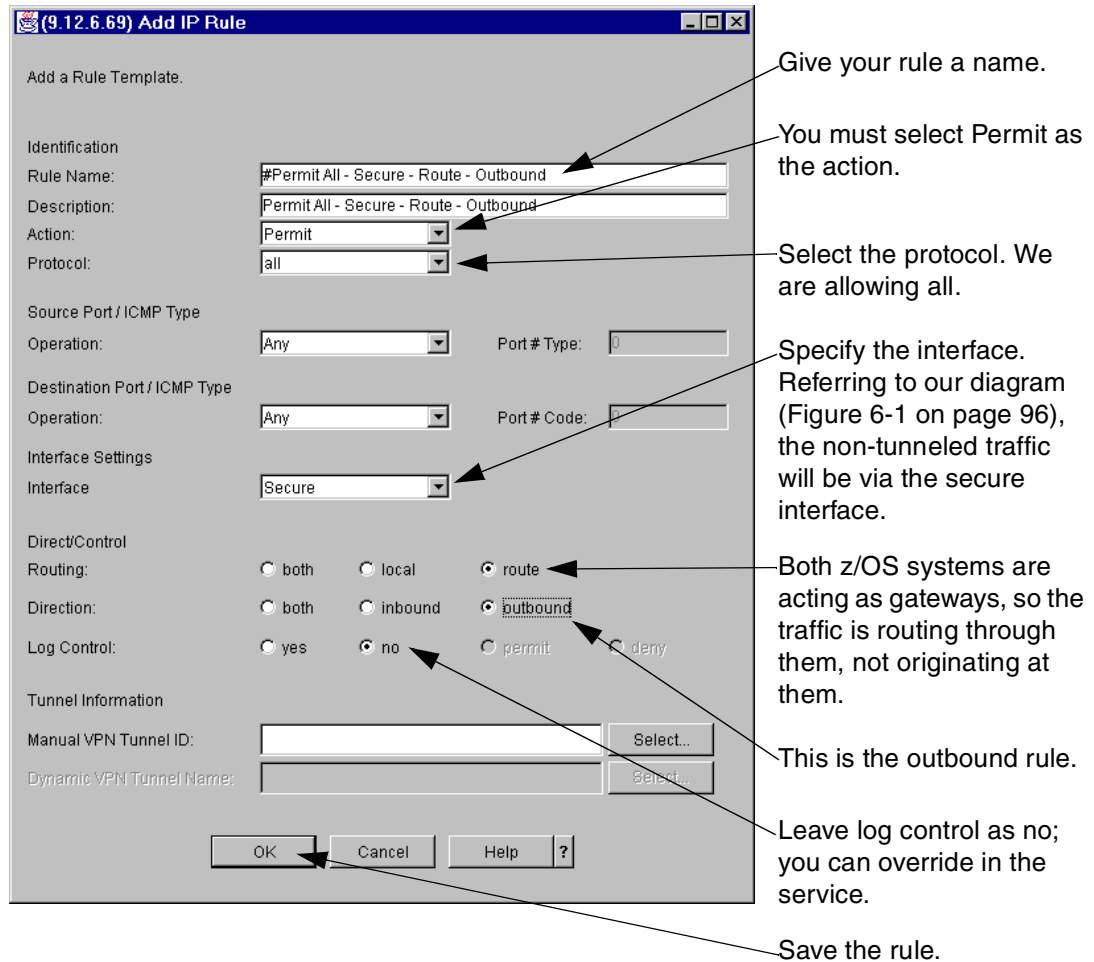 (9.12.6.69) Add IP Rule
Add a Rule Template.
Identification
Rule Name: #Permit All - Secure - Route - Outbound
Description: Permit All - Secure - Route - Outbound
Action: Permit
Protocol: all
Source Port / ICMP Type
Operation: Any Port # Type: 0
Destination Port / ICMP Type
Operation: Any Port # Code: 0
Interface Settings
Interface Secure
Direct/Control
Routing: both local route
Direction: both inbound outbound
Log Control: yes no permit deny
Tunnel Information
Manual VPN Tunnel ID: Select...
Dynamic VPN Tunnel Name: Select...
OK Cancel Help ?
Give your rule a name.
You must select Permit as
the action.
Select the protocol. We
are allowing all.
Specify the interface.
Referring to our diagram
(Figure 6-1 on page 96),
the non-tunneled traffic
will be via the secure
interface.
Both z/OS systems are
acting as gateways, so the
traffic is routing through
them, not originating at
them.
This is the outbound rule.
Leave log control as no;
you can override in the
service.
Save the rule.